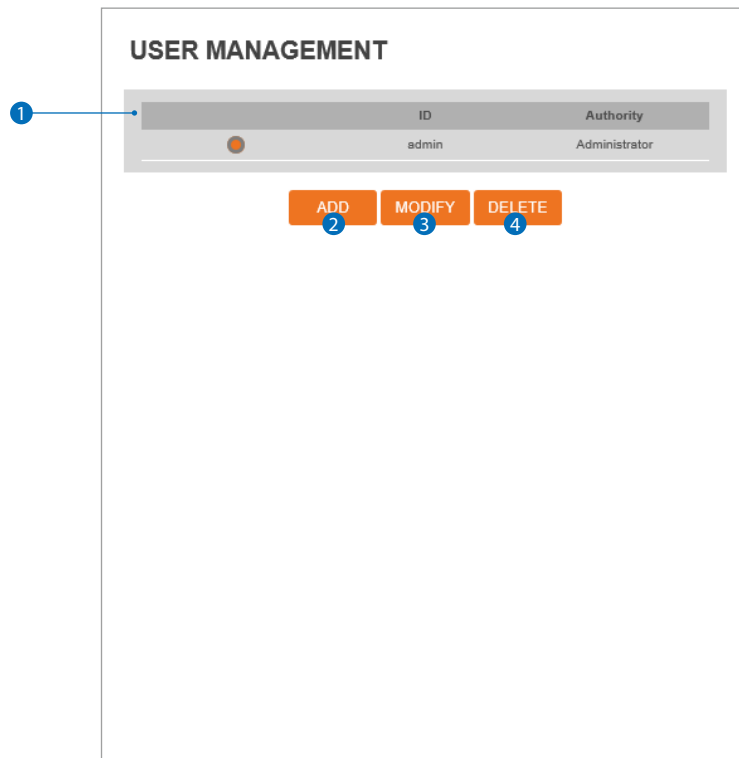 USER MANAGEMENT
1
ID Authority
admin Administrator
ADD MODIFY DELETE
2 3 4